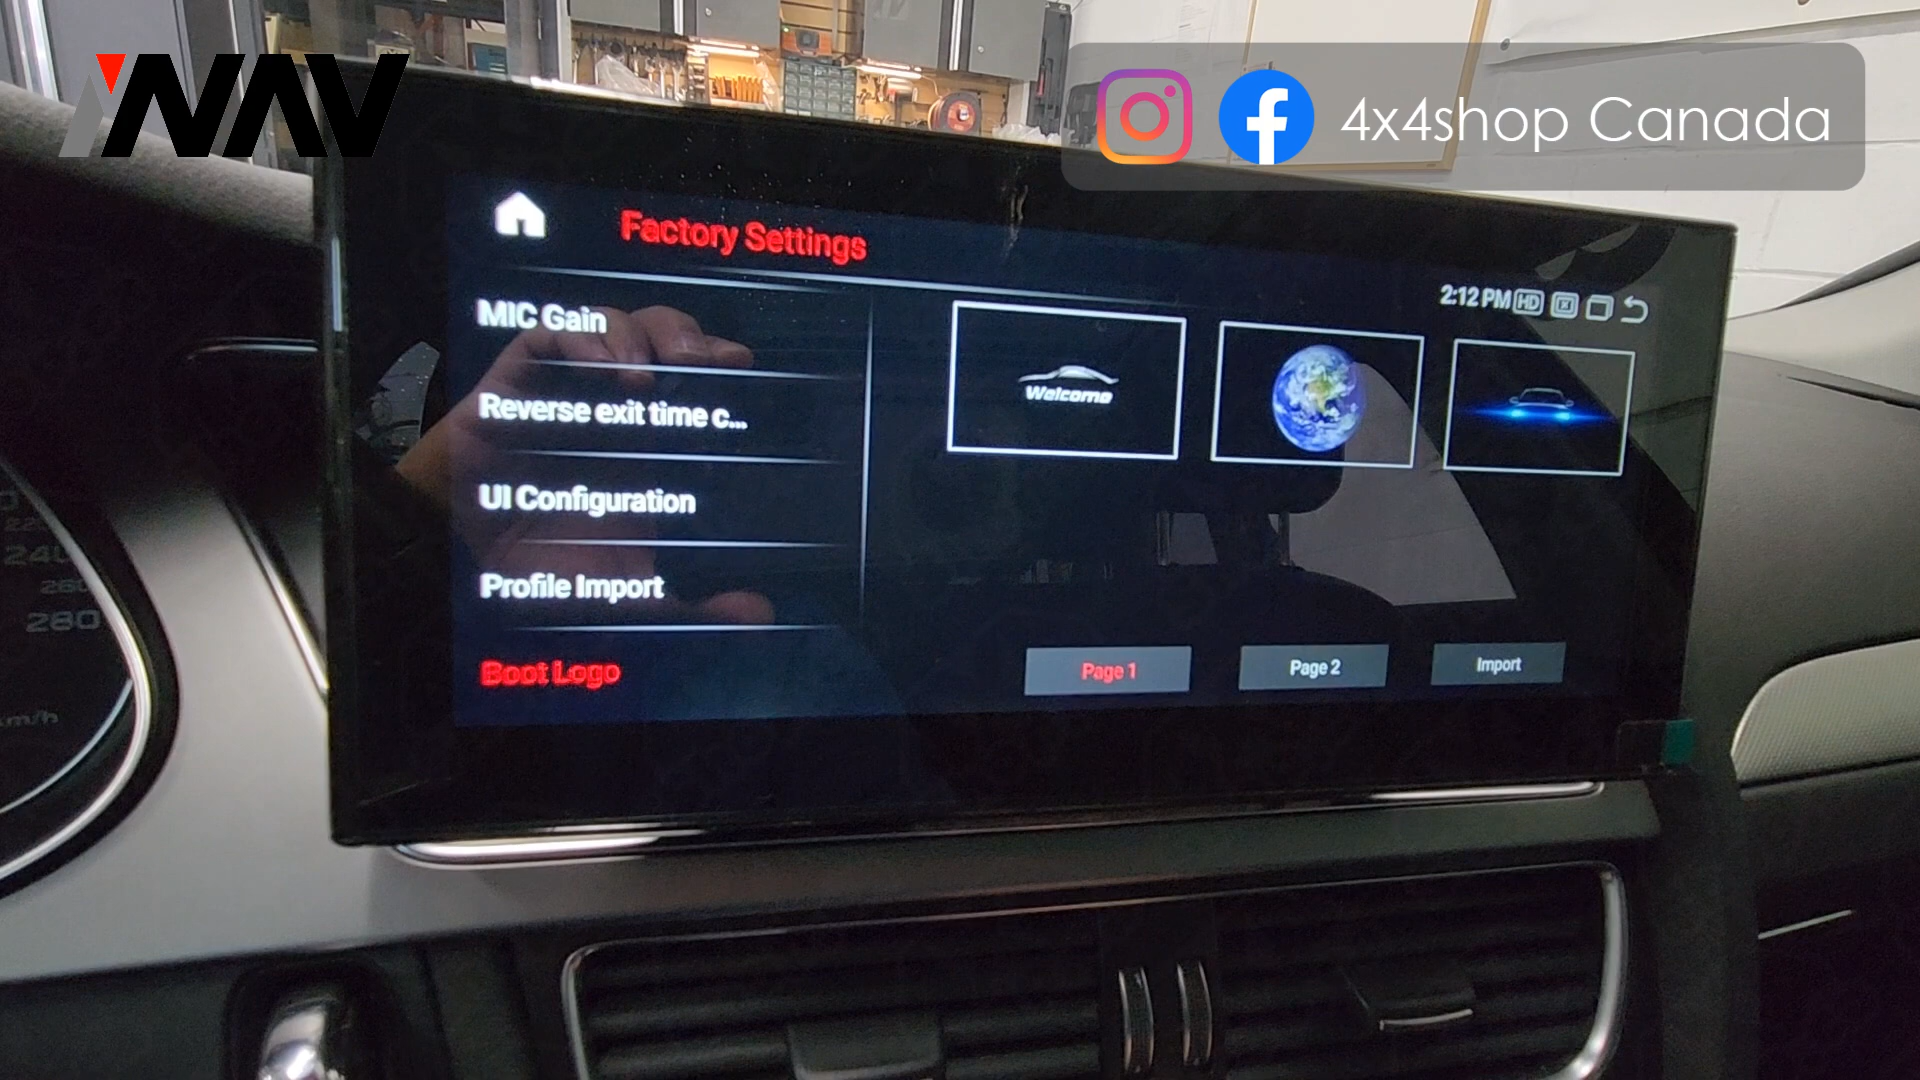 NAV
4x4shop Canada
Factory Settings
2:12 PM HD
MIC Gain
Reverse exit time c...
UI Configuration
Profile Import
Boot Logo
Welcome
Page 1
Page 2
Import
240
260
280
km/h